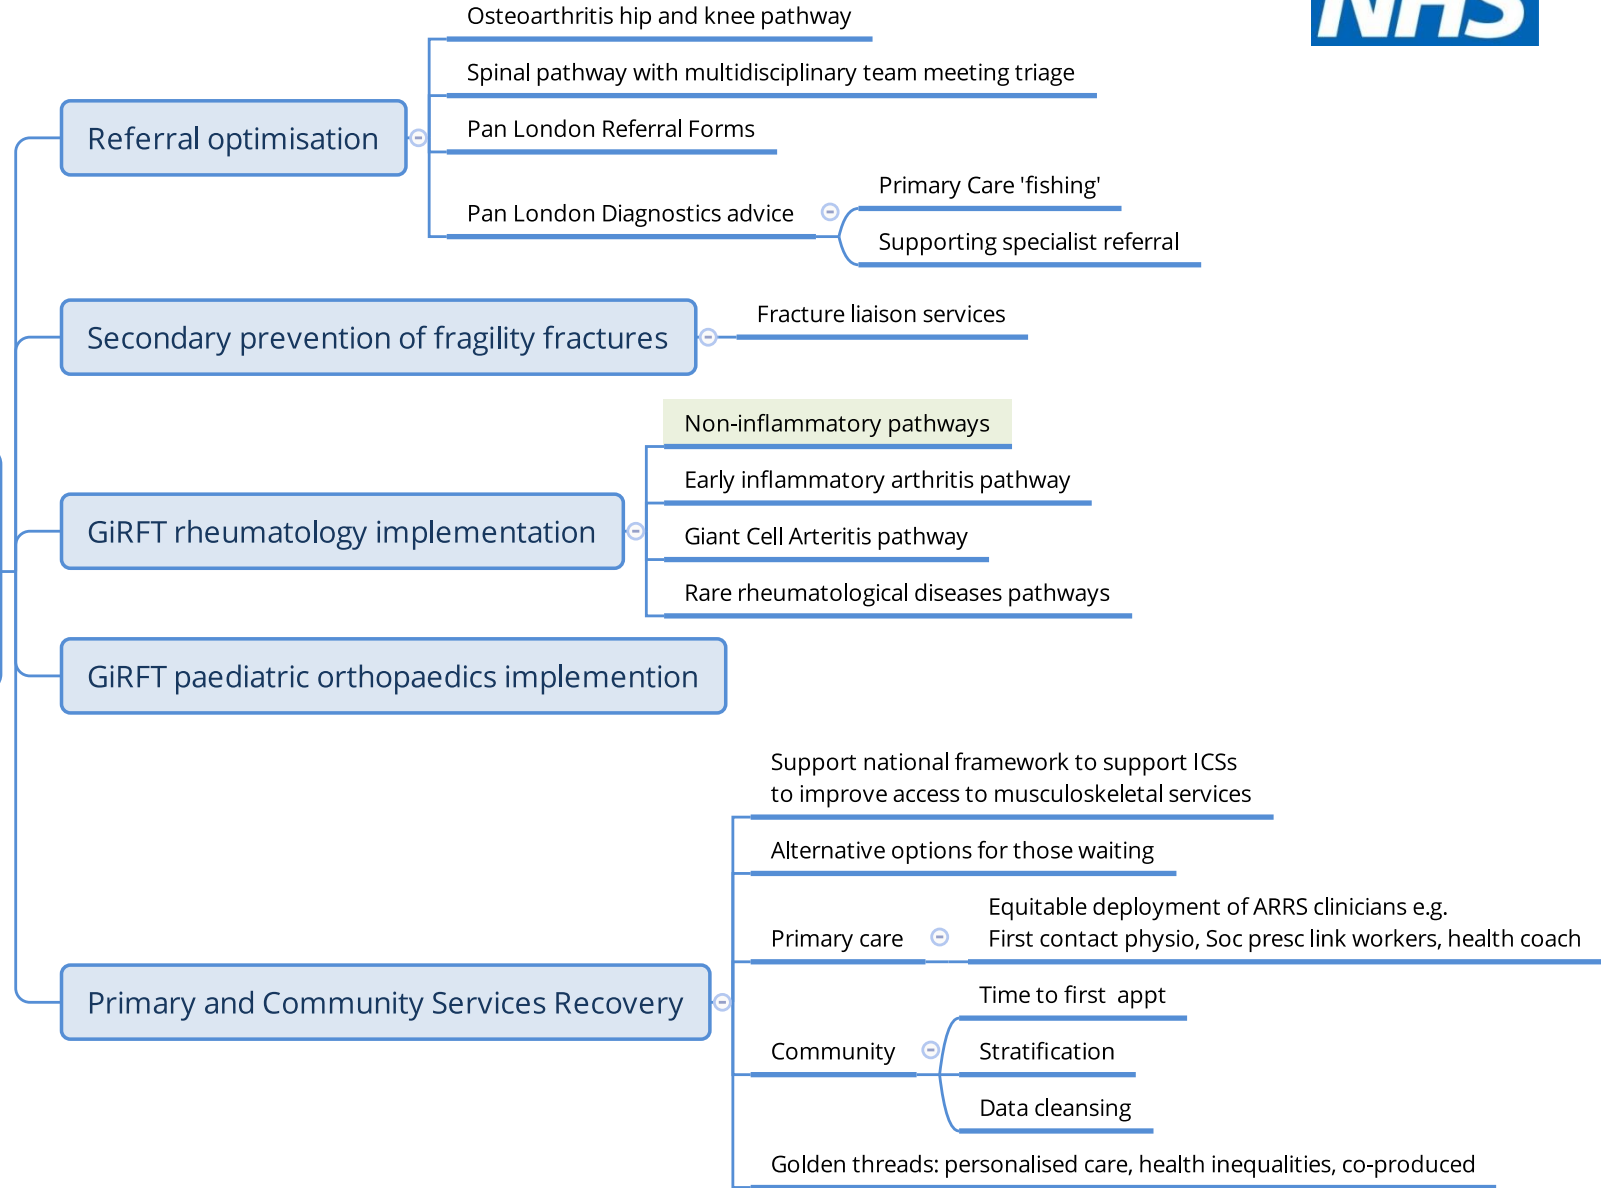 NHS
Osteoarthritis hip and knee pathway
Spinal pathway with multidisciplinary team meeting triage
Referral optimisation
Pan London Referral Forms
Pan London Diagnostics advice
Primary Care 'fishing'
Supporting specialist referral
Secondary prevention of fragility fractures
Fracture liaison services
GiRFT rheumatology implementation
Non-inflammatory pathways
Early inflammatory arthritis pathway
Giant Cell Arteritis pathway
Rare rheumatological diseases pathways
GiRFT paediatric orthopaedics implemention
Primary and Community Services Recovery
Support national framework to support ICSs
to improve access to musculoskeletal services
Alternative options for those waiting
Primary care
Equitable deployment of ARRS clinicians e.g.
First contact physio, Soc presc link workers, health coach
Community
Time to first  appt
Stratification
Data cleansing
Golden threads: personalised care, health inequalities, co-produced